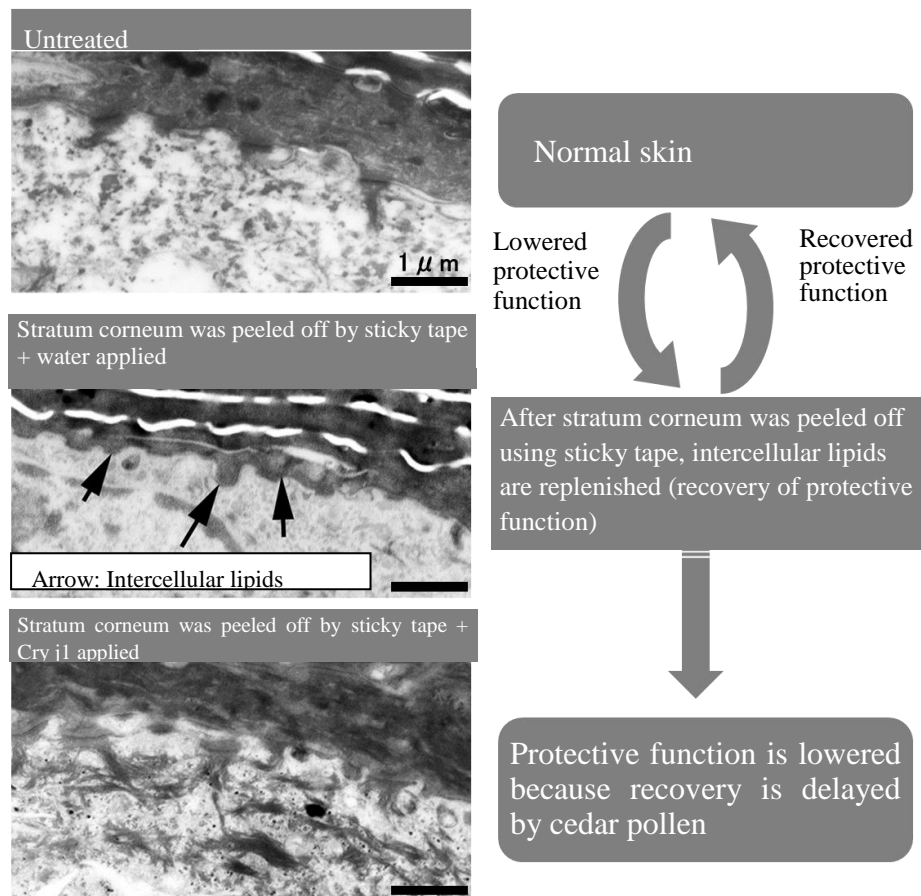 Untreated
1 μ m
Stratum corneum was peeled off by sticky tape
+ water applied
Arrow: Intercellular lipids
Stratum corneum was peeled off by sticky tape +
Cry j1 applied
Normal skin
Lowered
protective
function
Recovered
protective
function
After stratum corneum was peeled off
using sticky tape, intercellular lipids
are replenished (recovery of protective
function)
Protective function is lowered
because recovery is delayed
by cedar pollen